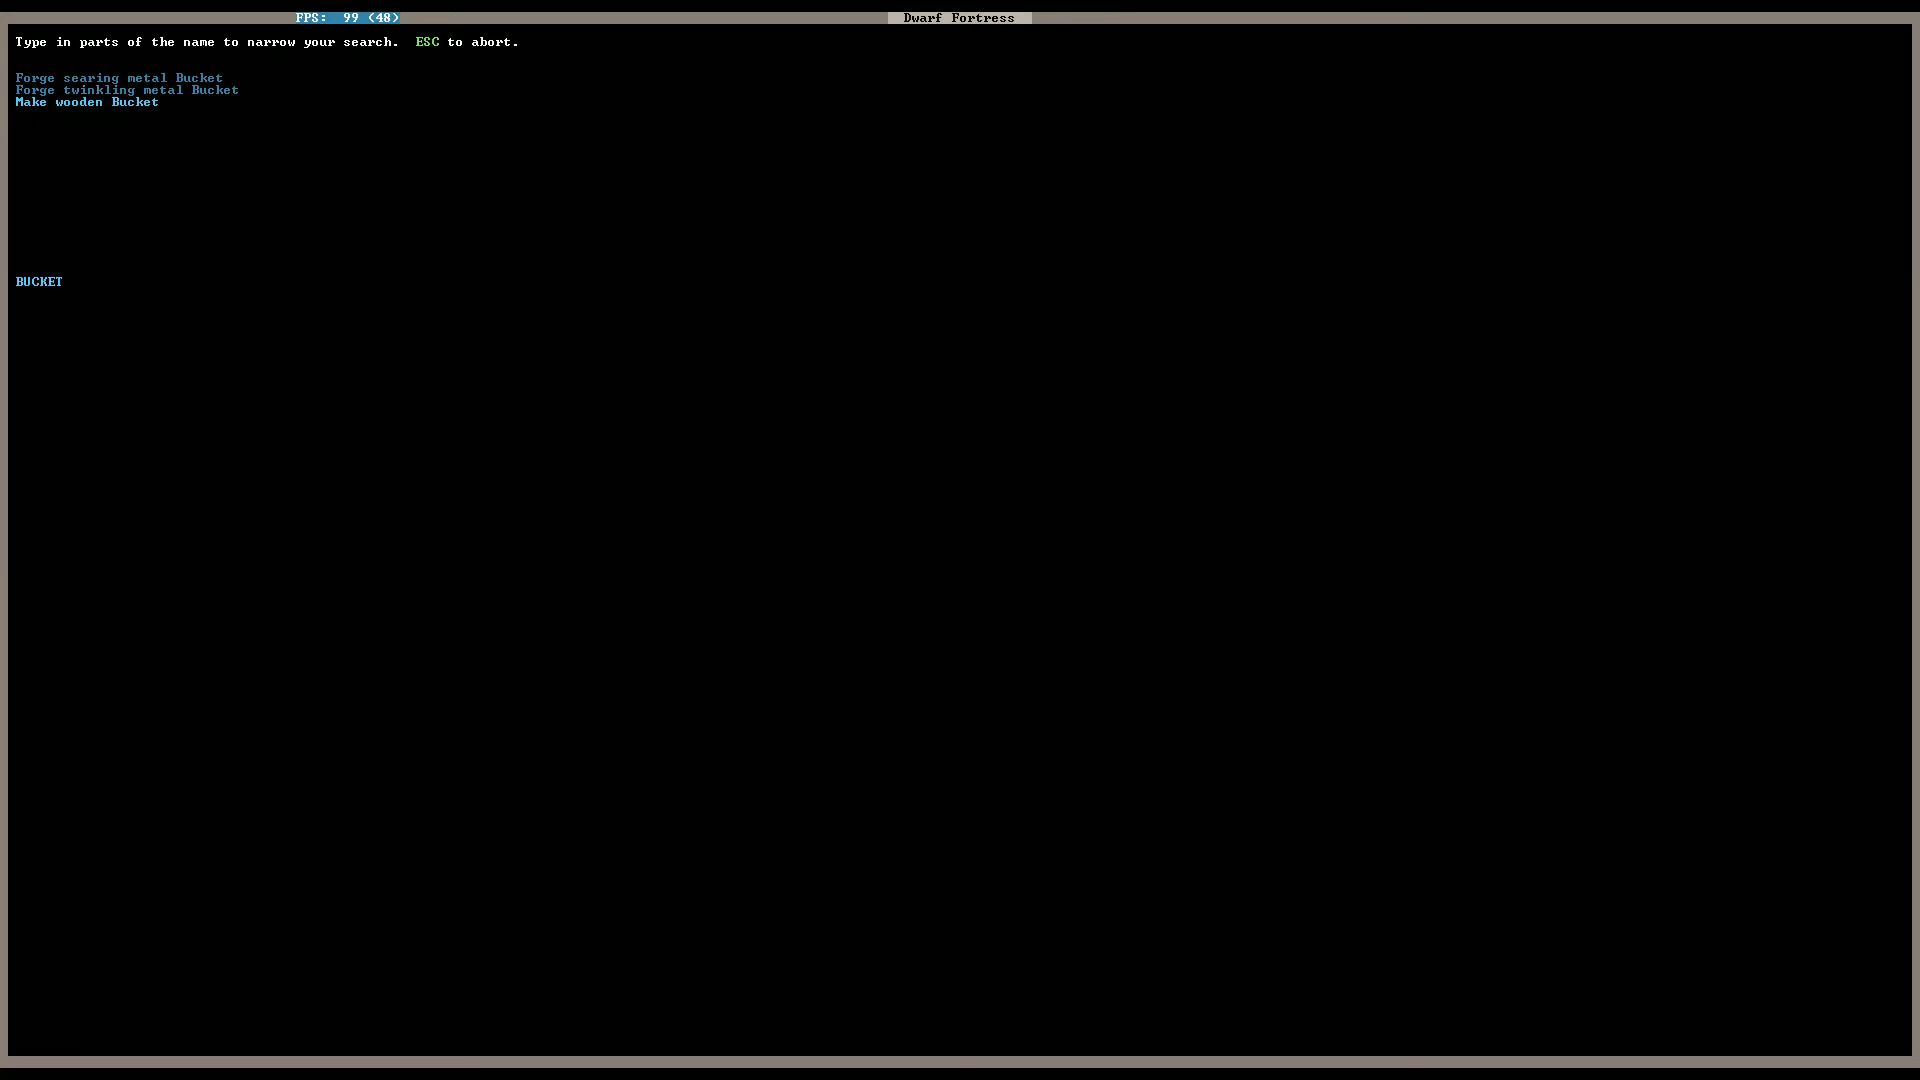 FPS: 99 (48)
Dwarf Fortress
Type in parts of the name to narrow your search. ESC to abort.
Forge searing metal Bucket
Forge twinkling metal Bucket
Make wooden Bucket
BUCKET